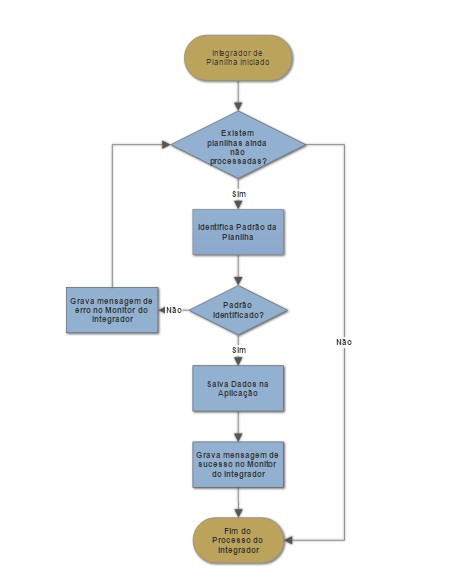 Integrador de
Planilha Iniciado
Existem
planilhas ainda
não
processadas?
Sim
Identifica Padrão da
Planilha
Grava mensagem de
erro no Monitor do
Integrador
Não
Padrão
Identificado?
Não
Sim
Salva Dados na
Aplicação
Grava mensagem de
sucesso no Monitor
do Integrador
Fim do
Processo do
Integrador